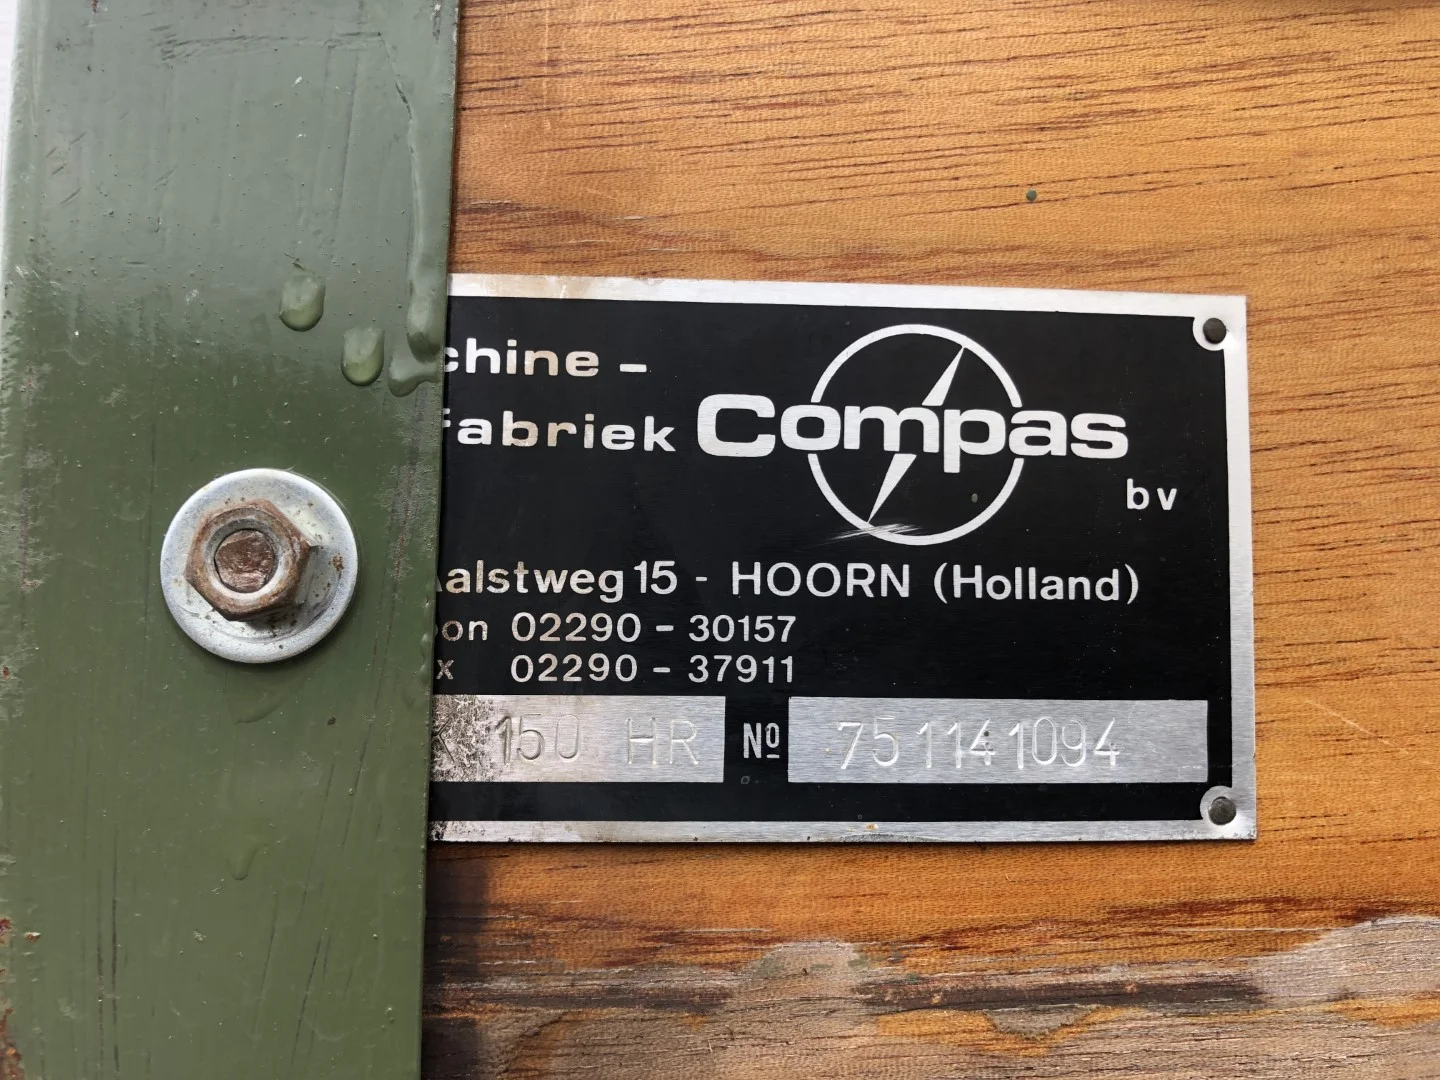 chine -
fabriek Compas
bv
aalstweg 15 - HOORN (Holland)
on 02290 - 30157
x 02290 - 37911
K 150 HR Nº 751141094